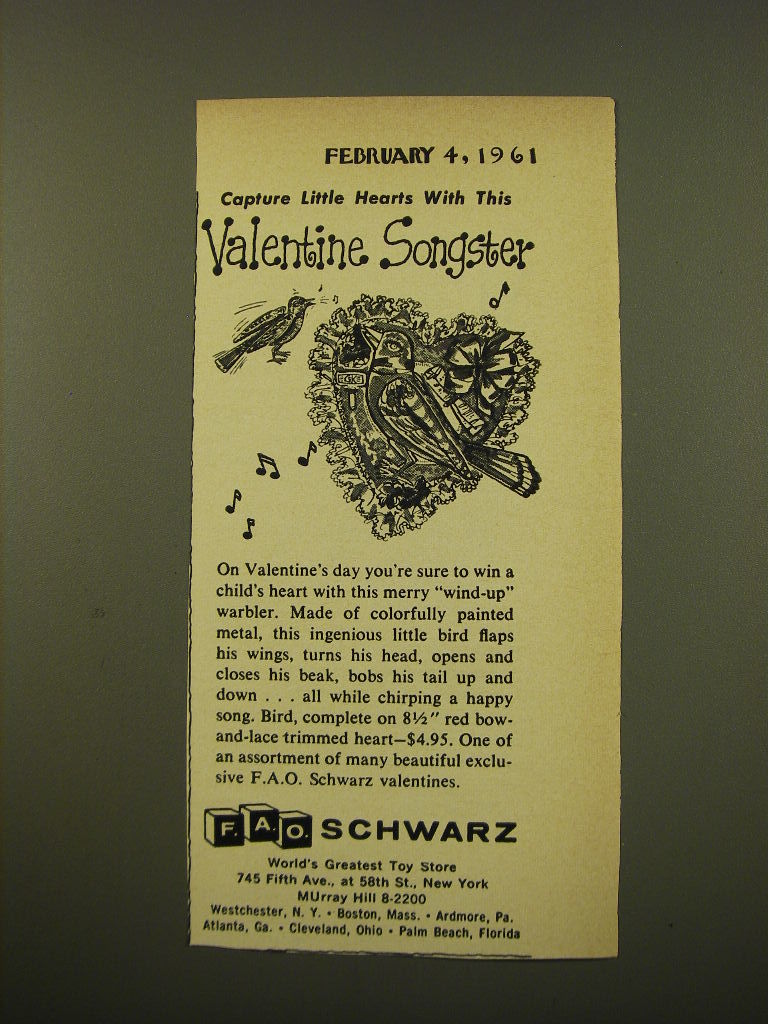 FEBRUARY 4, 1961
Capture Little Hearts With This
Valentine Songster
On Valentine's day you're sure to win a
child's heart with this merry "wind-up"
warbler. Made of colorfully painted
metal, this ingenious little bird flaps
his wings, turns his head, opens and
closes his beak, bobs his tail up and
down . . . all while chirping a happy
song. Bird, complete on 8½" red bow-
and-lace trimmed heart—$4.95. One of
an assortment of many beautiful exclu-
sive F.A.O. Schwarz valentines.
F.A.O. SCHWARZ
World's Greatest Toy Store
745 Fifth Ave., at 58th St., New York
MUrray Hill 8-2200
Westchester, N. Y. • Boston, Mass. • Ardmore, Pa.
Atlanta, Ga. • Cleveland, Ohio • Palm Beach, Florida